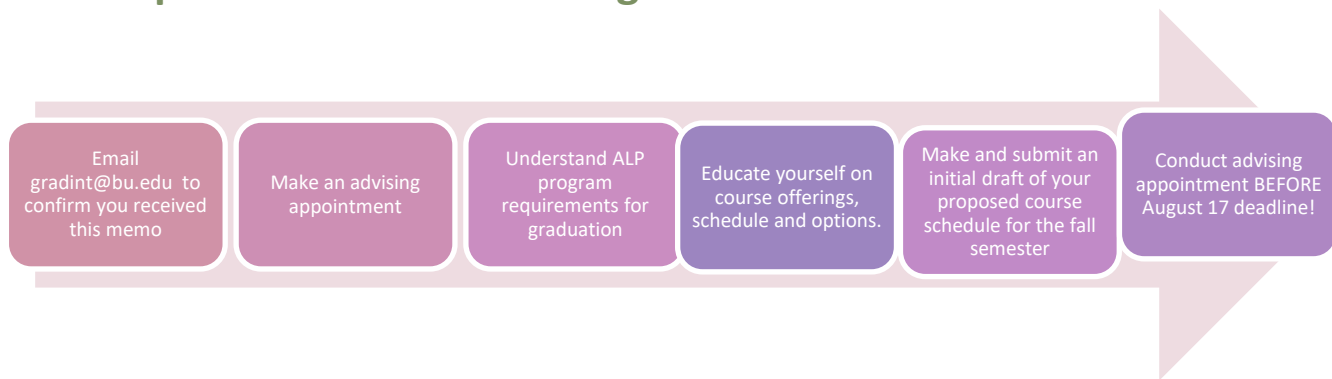 Email
gradint@bu.edu to
confirm you received
this memo
Make an advising
appointment
Understand ALP
program
requirements for
graduation
Educate yourself on
course offerings,
schedule and options.
Make and submit an
initial draft of your
proposed course
schedule for the fall
semester
Conduct advising
appointment BEFORE
August 17 deadline!